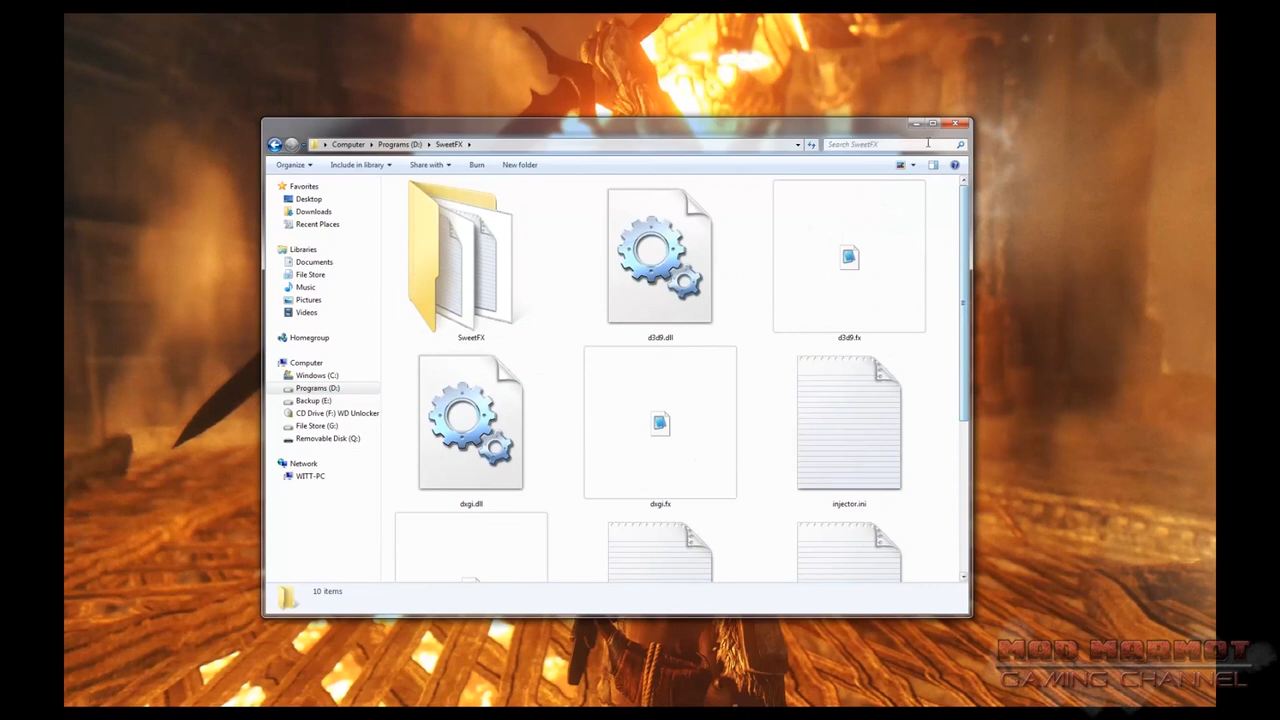 Computer Programs (D:) SweetFX
Search SweetFX
Organize Include in library Share with Burn New folder
Favorites
Desktop
Downloads
Recent Places
Libraries
Documents
File Store
Music
Pictures
Videos
Homegroup
Computer
Windows (C:)
Programs (D:)
Backup (E:)
CD Drive (F:) WD Unlocker
File Store (G:)
Removable Disk (Q:)
Network
WITT-PC
SweetFX
d3d9.dll
d3d9.fx
dxgi.dll
dxgi.fx
injector.ini
10 items
MAD MARMOT
GAMING CHANNEL